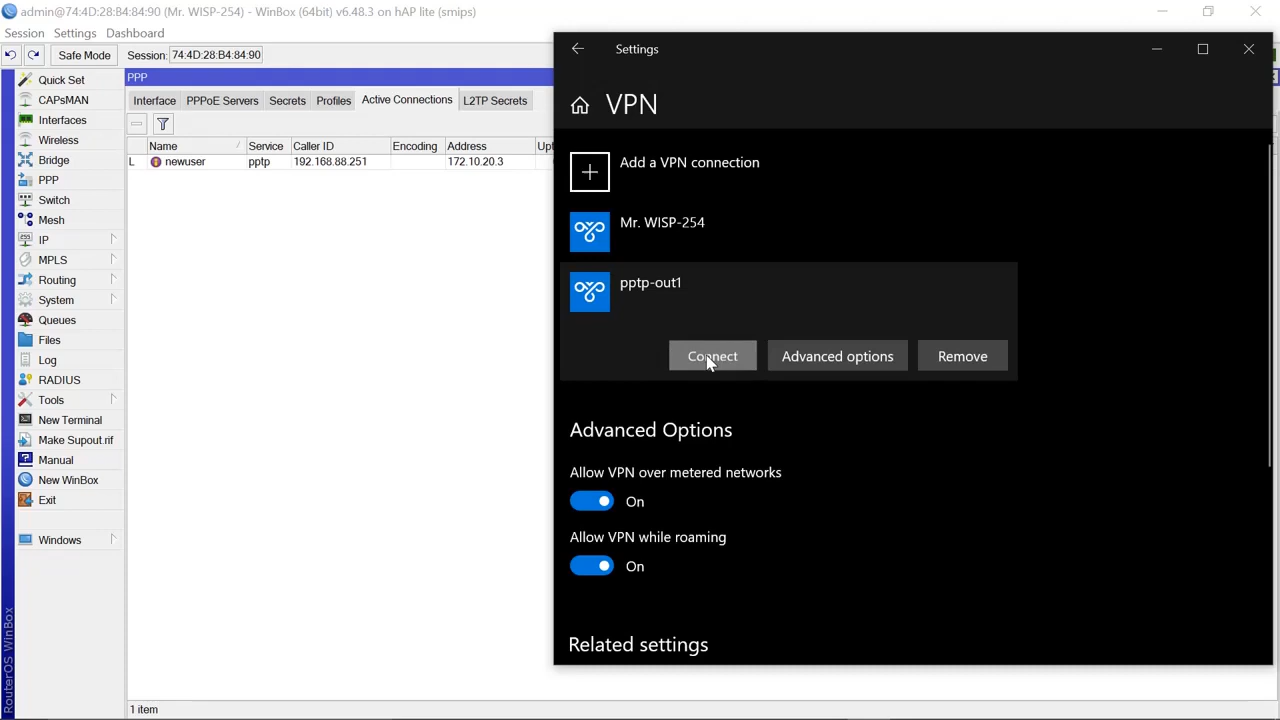 admin@74:4D:28:B4:84:90 (Mr. WISP-254) - WinBox (64bit) v6.48.3 on hAP lite (smips)
Session Settings Dashboard
Safe Mode Session: 74:4D:28:B4:84:90
Quick Set
CAPsMAN
Interfaces
Wireless
Bridge
PPP
Switch
Mesh
IP
MPLS
Routing
System
Queues
Files
Log
RADIUS
Tools
New Terminal
Make Supout.rif
Manual
New WinBox
Exit
Windows
RouterOS WinBox
PPP
Interface PPPoE Servers Secrets Profiles Active Connections L2TP Secrets
Name Service Caller ID Encoding Address
L newuser pptp 192.168.88.251 172.10.20.3
1 item
Settings
VPN
Add a VPN connection
Mr. WISP-254
pptp-out1
Connect Advanced options Remove
Advanced Options
Allow VPN over metered networks
On
Allow VPN while roaming
On
Related settings